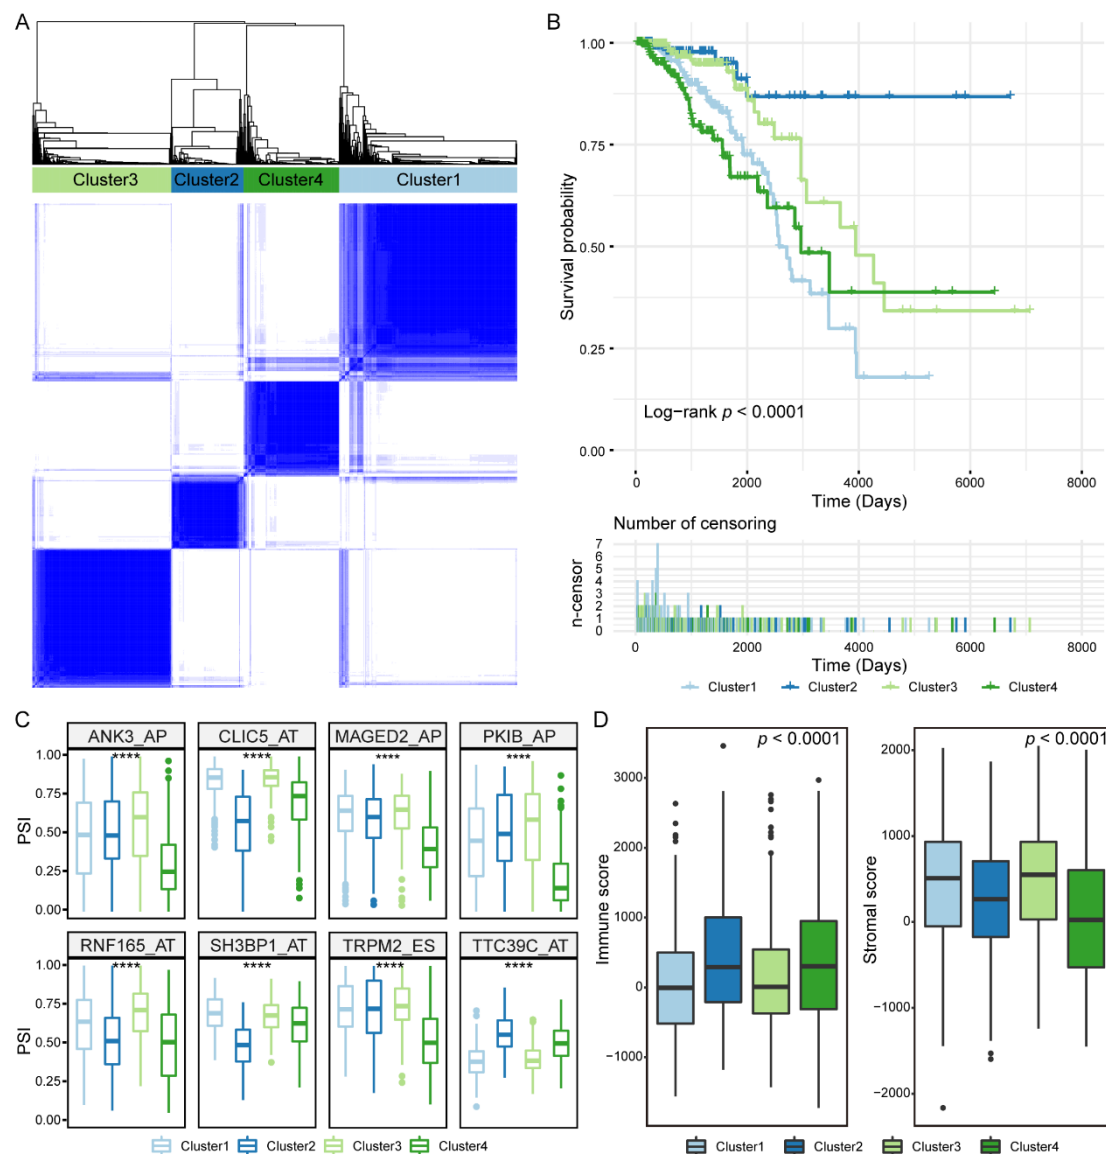 A
Cluster3 Cluster2 Cluster4 Cluster1
B
1.00
0.75
0.50
0.25
0.00
Survival probability
Log−rank p < 0.0001
0 2000 4000 6000 8000
Time (Days)
Number of censoring
7
6
5
4
3
2
1
0
n−censor
0 2000 4000 6000 8000
Time (Days)
Cluster1 Cluster2 Cluster3 Cluster4
C
ANK3_AP CLIC5_AT MAGED2_AP PKIB_AP
**** **** **** ****
1.00
0.75
0.50
0.25
0.00
PSI
RNF165_AT SH3BP1_AT TRPM2_ES TTC39C_AT
**** **** **** ****
1.00
0.75
0.50
0.25
0.00
PSI
Cluster1 Cluster2 Cluster3 Cluster4
D
p < 0.0001
3000
2000
1000
0
−1000
Immune score
p < 0.0001
2000
1000
0
−1000
−2000
Stromal score
Cluster1 Cluster2 Cluster3 Cluster4